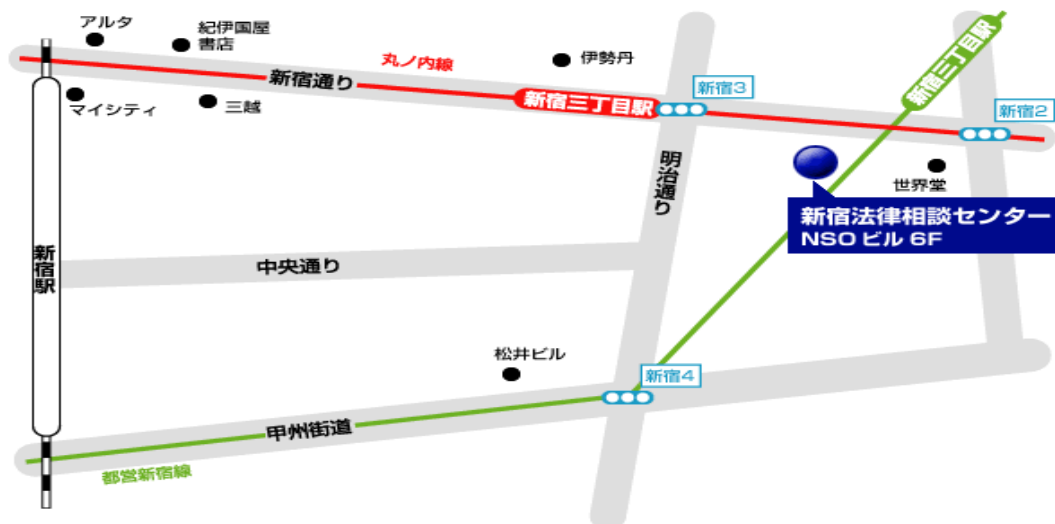 アルタ
紀伊国屋
書店
丸ノ内線
伊勢丹
新宿三丁目駅
新宿通り
新宿3
新宿三丁目駅
新宿2
マイシティ
三越
明治通り
世界堂
新宿法律相談センター
NSOビル 6F
新宿駅
中央通り
松井ビル
新宿4
甲州街道
都営新宿線